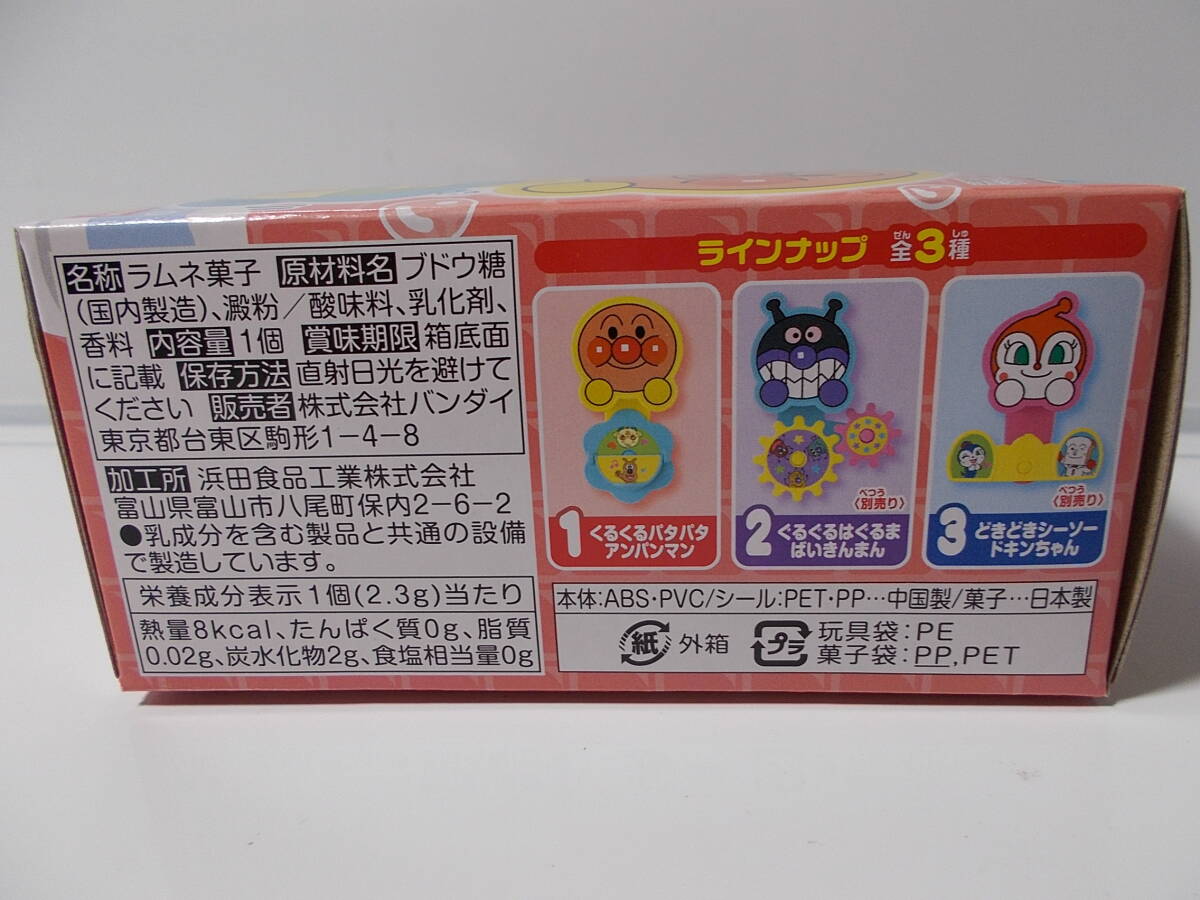 名称 ラムネ菓子 原材料名 ブドウ糖
(国内製造)、澱粉／酸味料、乳化剤、
香料 内容量 1個 賞味期限 箱底面
に記載 保存方法 直射日光を避けて
ください 販売者 株式会社バンダイ
東京都台東区駒形1-4-8
加工所 浜田食品工業株式会社
富山県富山市八尾町保内2-6-2
●乳成分を含む製品と共通の設備
で製造しています。
栄養成分表示1個(2.3g)当たり
熱量8kcal、たんぱく質0g、脂質
0.02g、炭水化物2g、食塩相当量0g
ラインナップ 全3種
ぜん しゅ
1 くるくるパタパタ
アンパンマン
べつう
〈別売り〉
2 ぐるぐるはぐるま
ばいきんまん
べつう
〈別売り〉
3 どきどきシーソー
ドキンちゃん
本体:ABS・PVC/シール:PET・PP…中国製/菓子…日本製
紙 外箱
プラ 玩具袋:PE
菓子袋:PP,PET